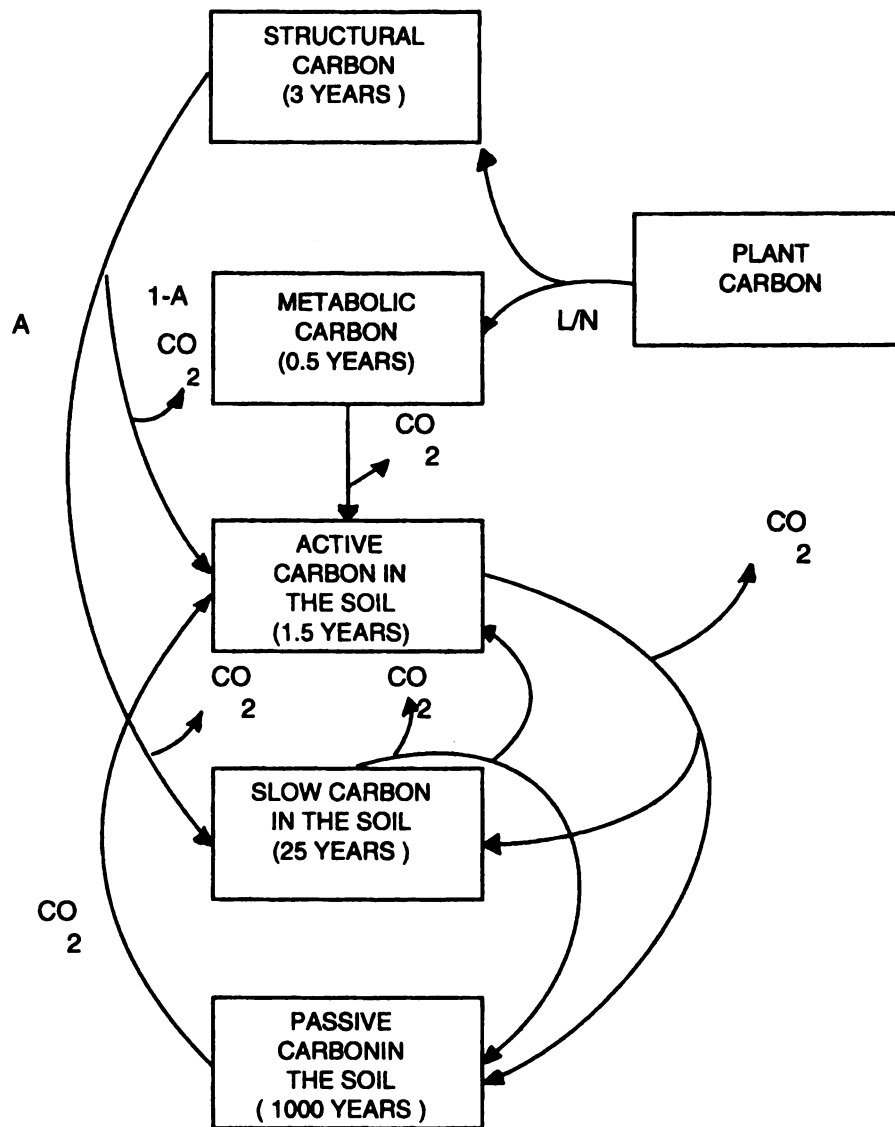 STRUCTURAL
CARBON
(3 YEARS )
PLANT
CARBON
L/N
METABOLIC
CARBON
(0.5 YEARS)
A
1-A
CO
2
CO
2
ACTIVE
CARBON IN
THE SOIL
(1.5 YEARS)
CO
2
CO
2
CO
2
SLOW CARBON
IN THE SOIL
(25 YEARS )
CO
2
PASSIVE
CARBONIN
THE SOIL
( 1000 YEARS )